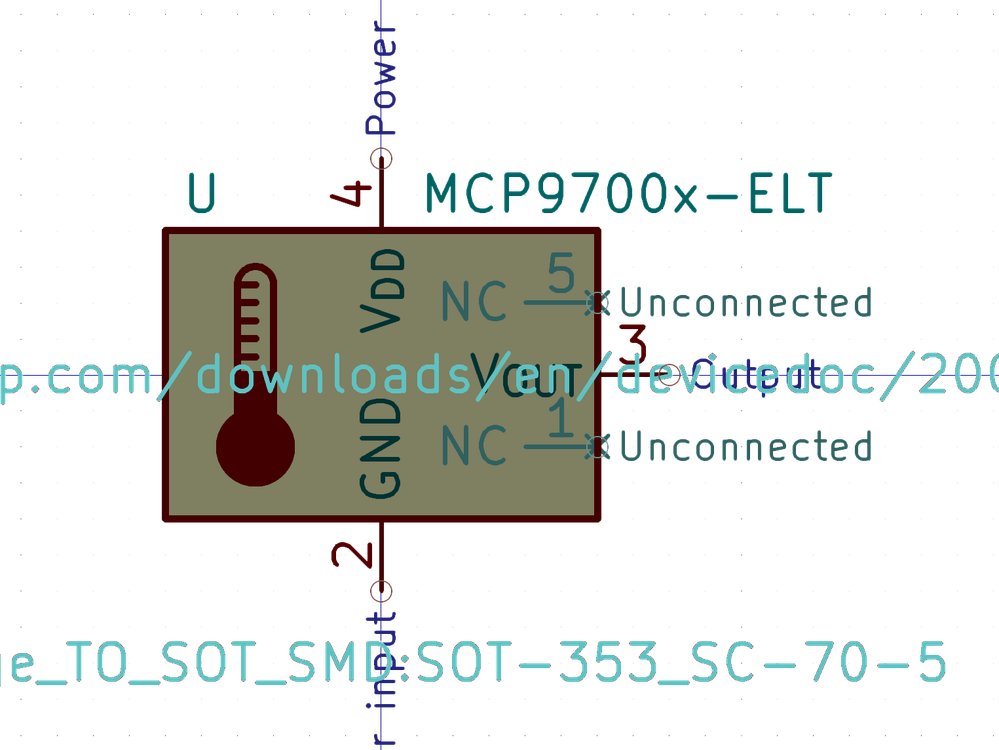 Power
U
4
MCP9700x-ELT
VDD
5
NC
Unconnected
3
p.com/downloads/en/devicedoc/200
VOUT
Output
1
NC
Unconnected
GND
2
r input
ge_TO_SOT_SMD:SOT-353_SC-70-5